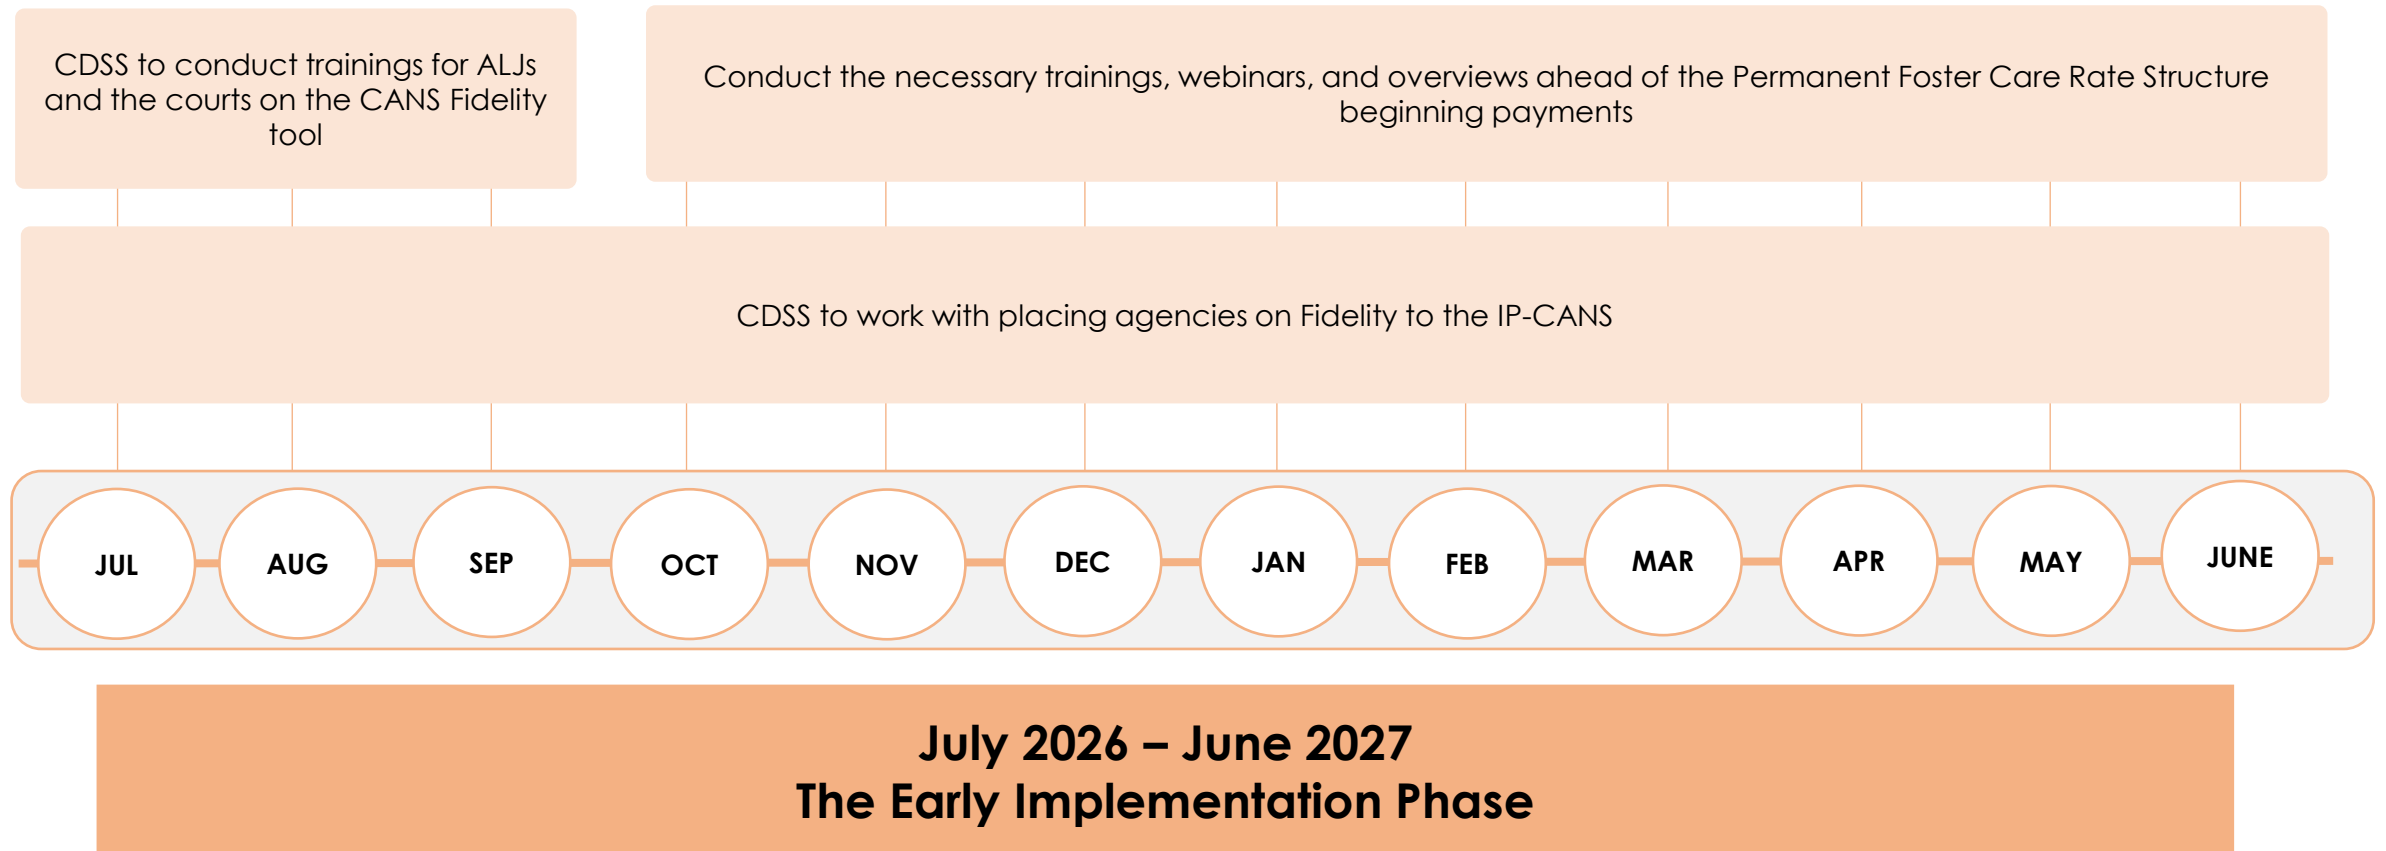 CDSS to conduct trainings for ALJs
and the courts on the CANS Fidelity
tool
Conduct the necessary trainings, webinars, and overviews ahead of the Permanent Foster Care Rate Structure
beginning payments
CDSS to work with placing agencies on Fidelity to the IP-CANS
JUL
AUG
SEP
OCT
NOV
DEC
JAN
FEB
MAR
APR
MAY
JUNE
July 2026 – June 2027
The Early Implementation Phase